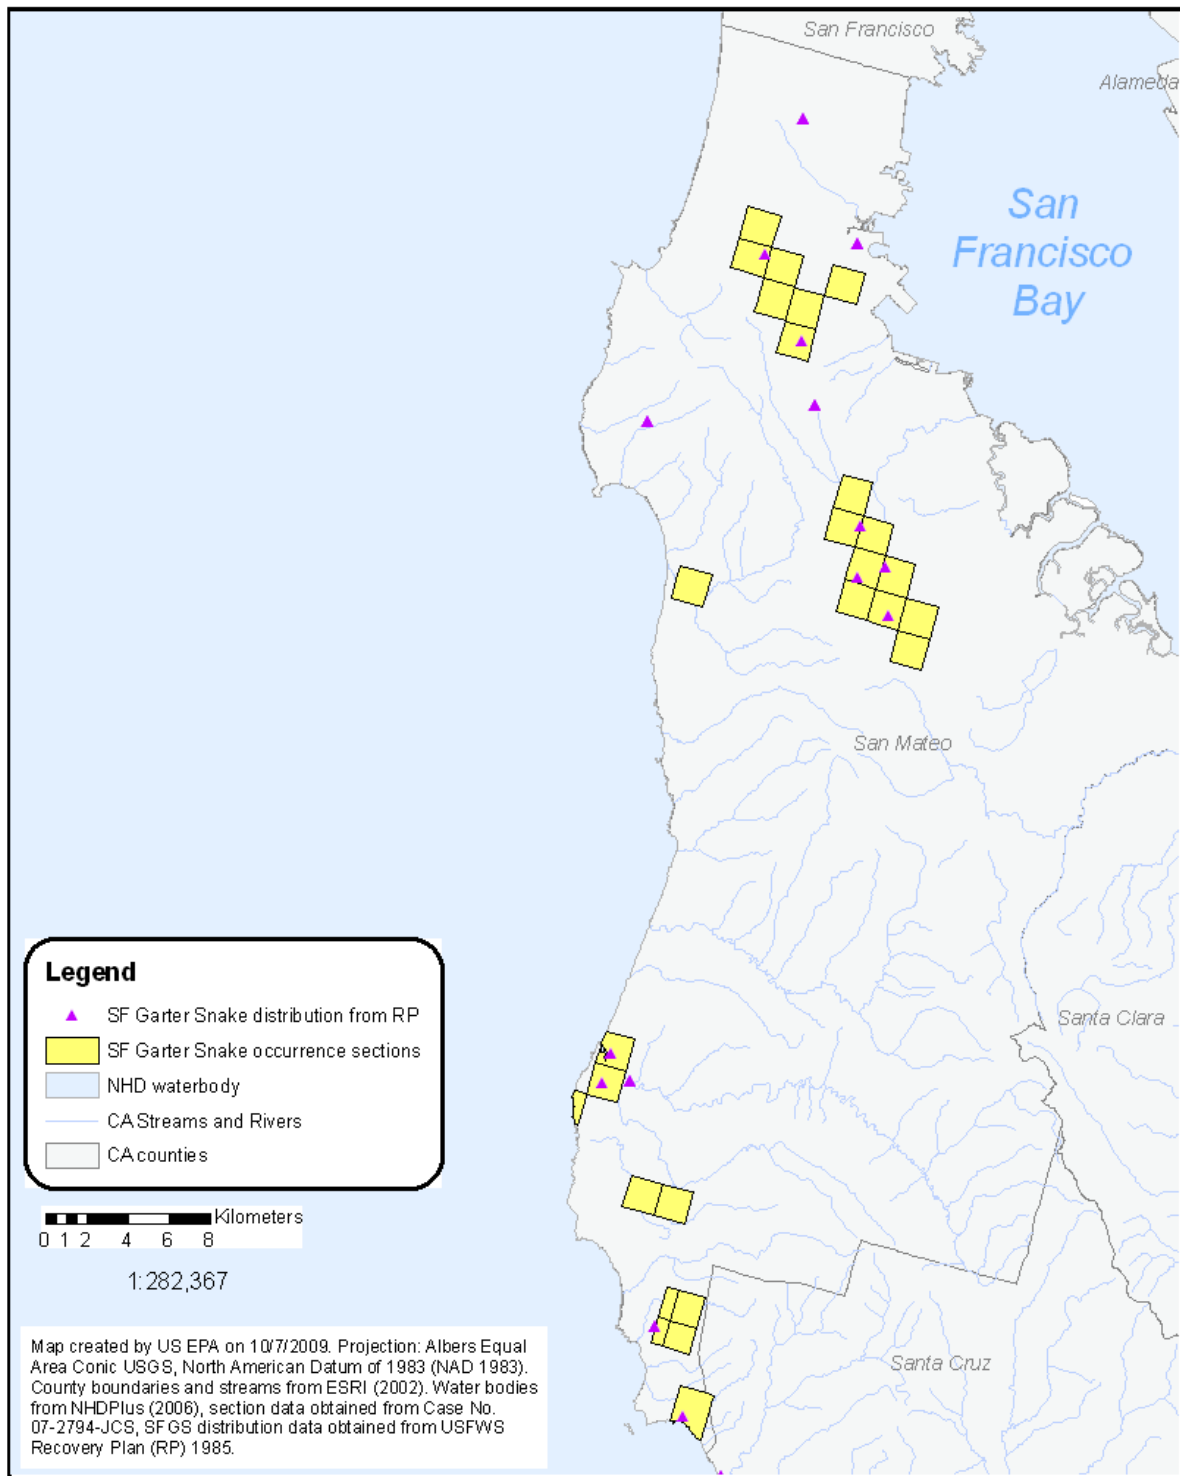 San Francisco
Alameda
San
Francisco
Bay
San Mateo
Santa Clara
Santa Cruz
Legend
SF Garter Snake distribution from RP
SF Garter Snake occurrence sections
NHD waterbody
CA Streams and Rivers
CA counties
Kilometers
0 1 2 4 6 8
1:282,367
Map created by US EPA on 10/7/2009. Projection: Albers Equal
Area Conic USGS, North American Datum of 1983 (NAD 1983).
County boundaries and streams from ESRI (2002). Water bodies
from NHDPlus (2006), section data obtained from Case No.
07-2794-JCS, SFGS distribution data obtained from USFWS
Recovery Plan (RP) 1985.